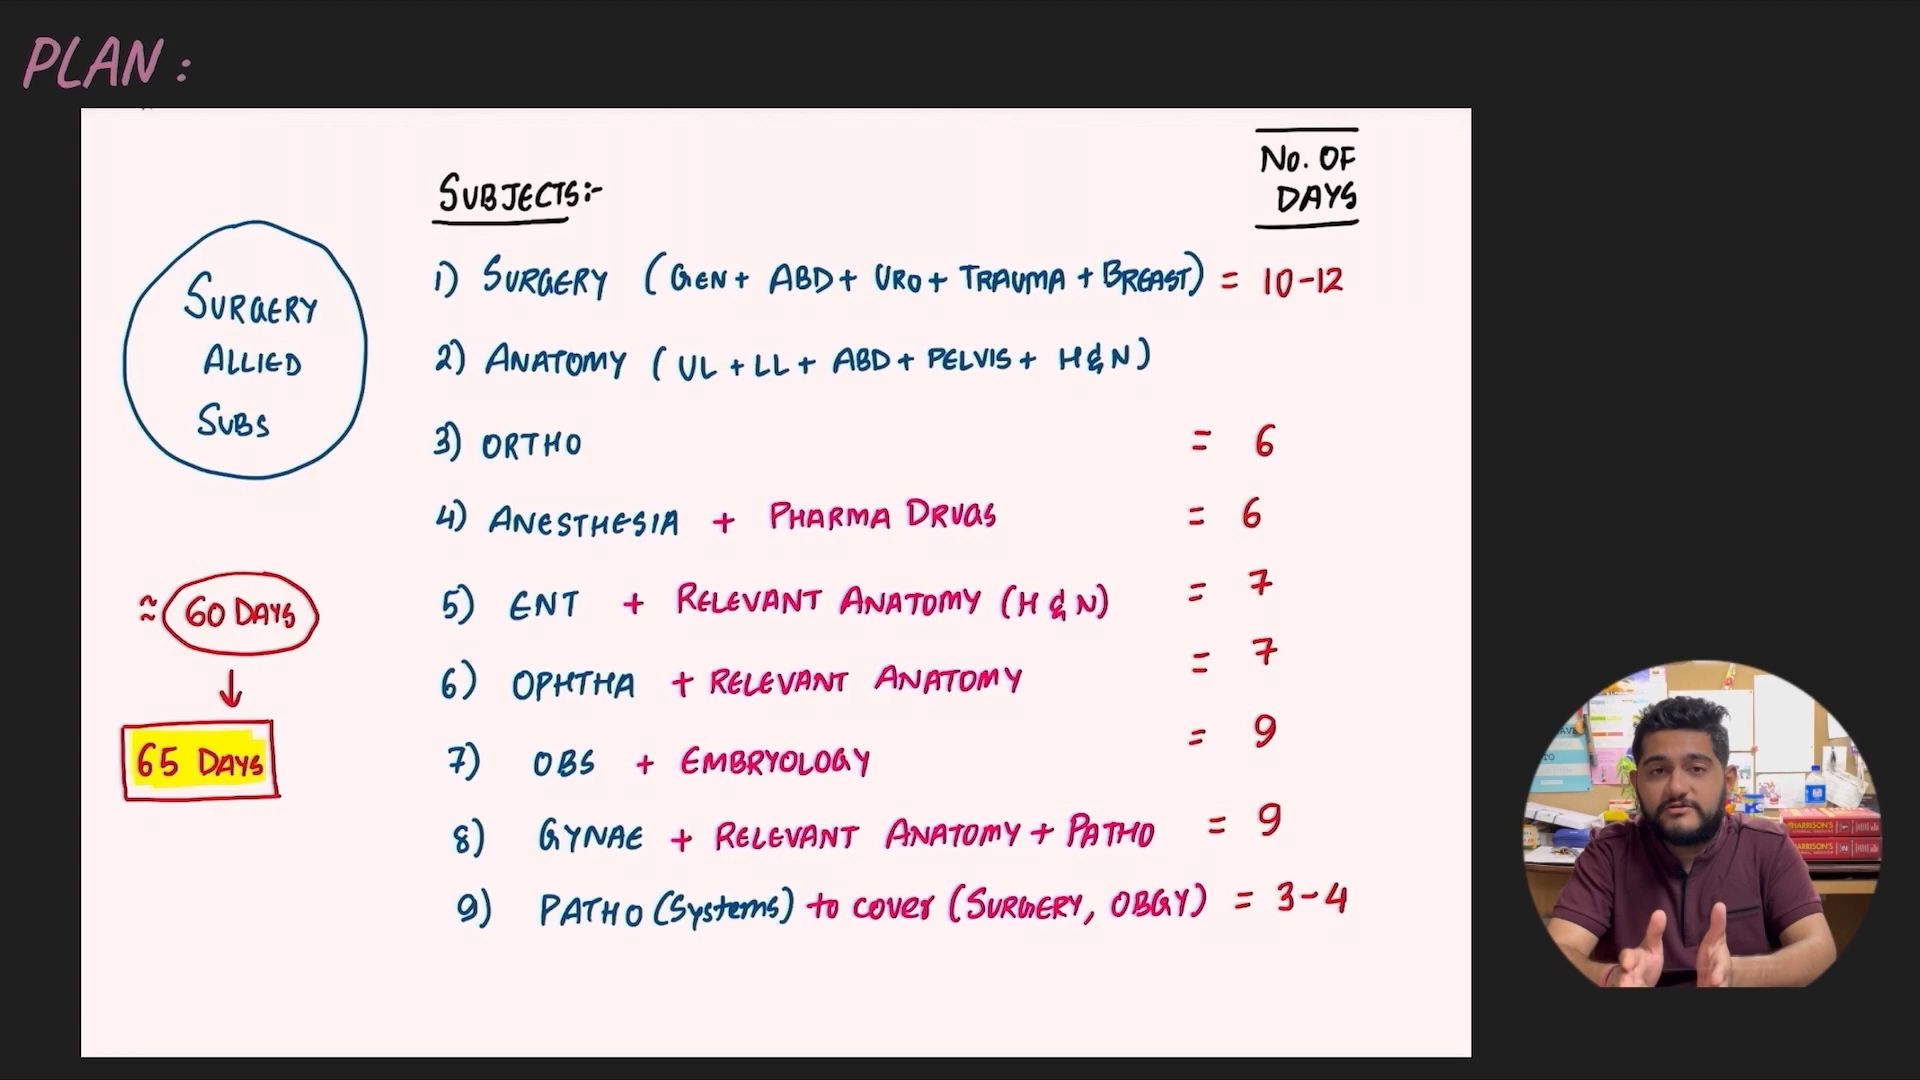 PLAN :
No. OF
DAYS
SUBJECTS:-
SURGERY
ALLIED
SUBS
1) SURGERY (GEN + ABD + URO + TRAUMA + BREAST) = 10-12
2) ANATOMY (UL + LL + ABD + PELVIS + H & N)
3) ORTHO = 6
4) ANESTHESIA + PHARMA DRUGS = 6
≈ 60 DAYS
5) ENT + RELEVANT ANATOMY (H & N) = 7
6) OPHTHA + RELEVANT ANATOMY = 7
65 DAYS
7) OBS + EMBRYOLOGY = 9
8) GYNAE + RELEVANT ANATOMY + PATHO = 9
9) PATHO (Systems) to cover (SURGERY, OBGY) = 3-4
HARRISON'S
HARRISON'S